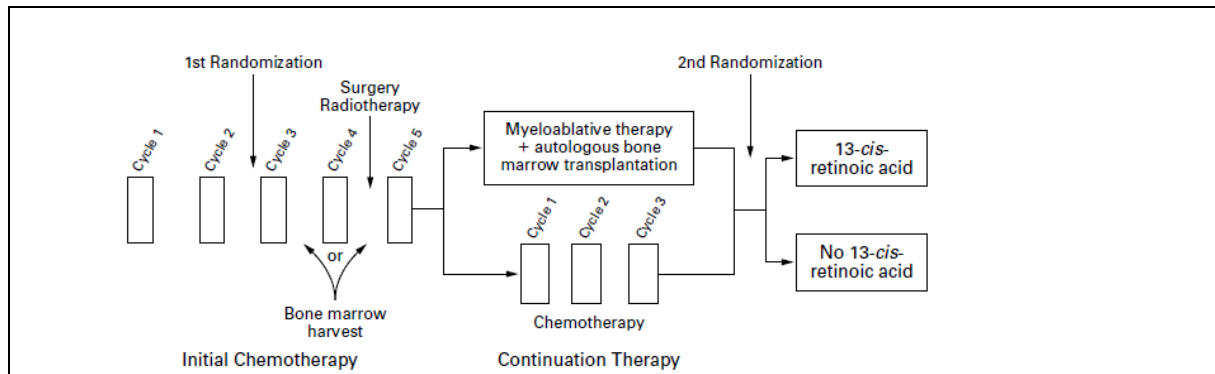 1st Randomization
2nd Randomization
Surgery
Radiotherapy
Cycle 1
Cycle 2
Cycle 3
Cycle 4
Cycle 5
Myeloablative therapy
+ autologous bone
marrow transplantation
13-cis-
retinoic acid
Cycle 1
Cycle 2
Cycle 3
or
No 13-cis-
retinoic acid
Bone marrow
harvest
Chemotherapy
Initial Chemotherapy
Continuation Therapy